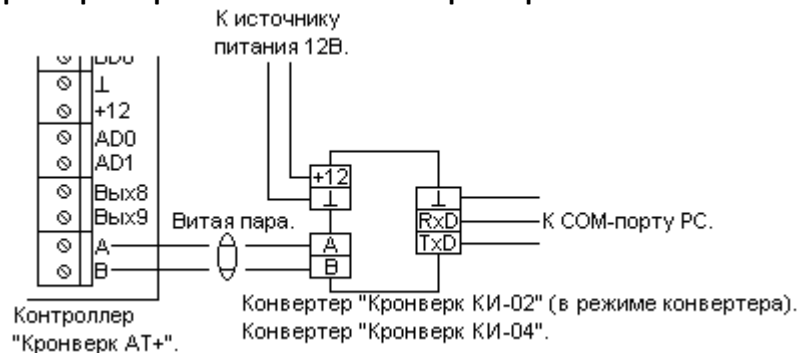 К источнику
питания 12В.
⊥
+12
AD0
AD1
Вых8
Вых9
A
B
Витая пара.
+12
⊥
A
B
⊥
RxD
TxD
К COM-порту PC.
Контроллер
"Кронверк АТ+".
Конвертер "Кронверк КИ-02" (в режиме конвертера).
Конвертер "Кронверк КИ-04".